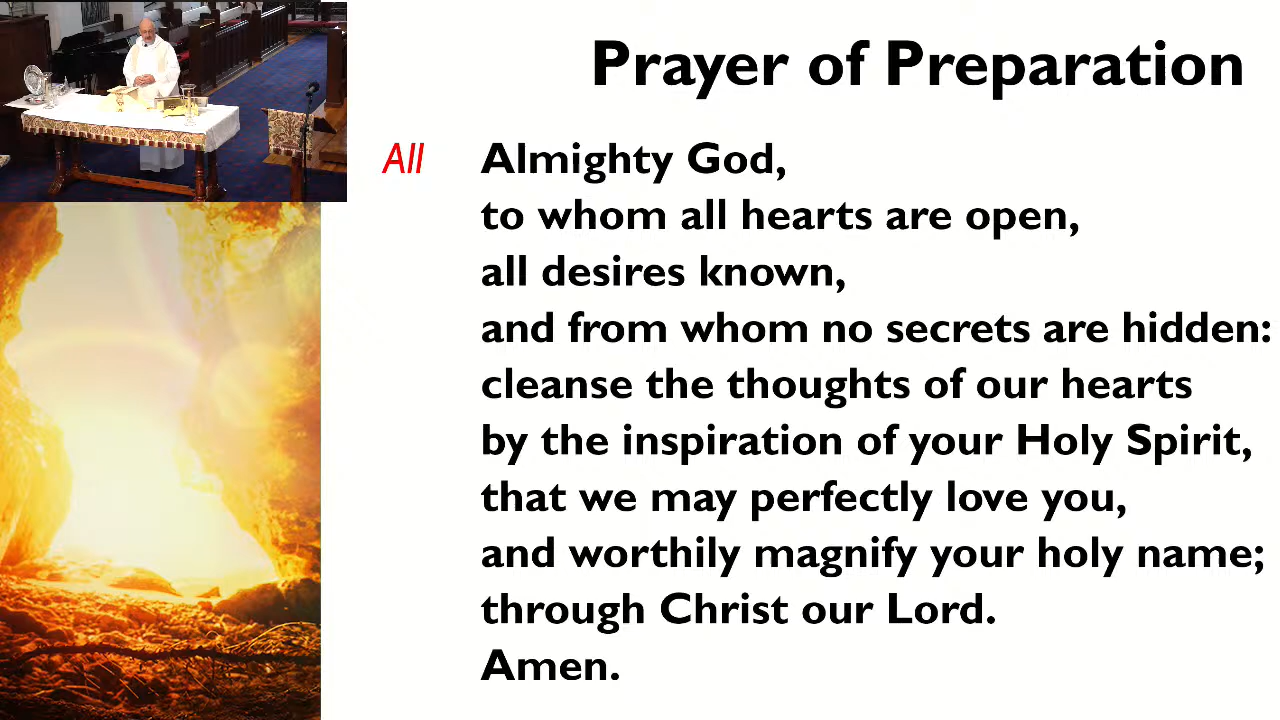 Prayer of Preparation
All Almighty God,
to whom all hearts are open,
all desires known,
and from whom no secrets are hidden:
cleanse the thoughts of our hearts
by the inspiration of your Holy Spirit,
that we may perfectly love you,
and worthily magnify your holy name;
through Christ our Lord.
Amen.